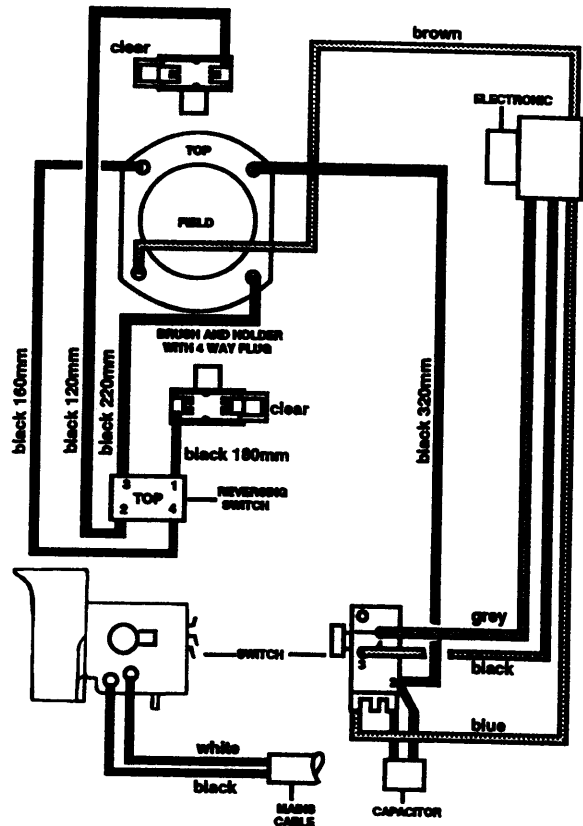 brown
clear
ELECTRONIC
TOP
FIELD
BRUSH AND HOLDER
WITH 4 WAY PLUG
black 160mm
black 120mm
black 220mm
black 320mm
clear
black 180mm
3
1
TOP
2
4
REVERSING
SWITCH
grey
SWITCH
black
blue
white
black
MAINS
CABLE
CAPACITOR